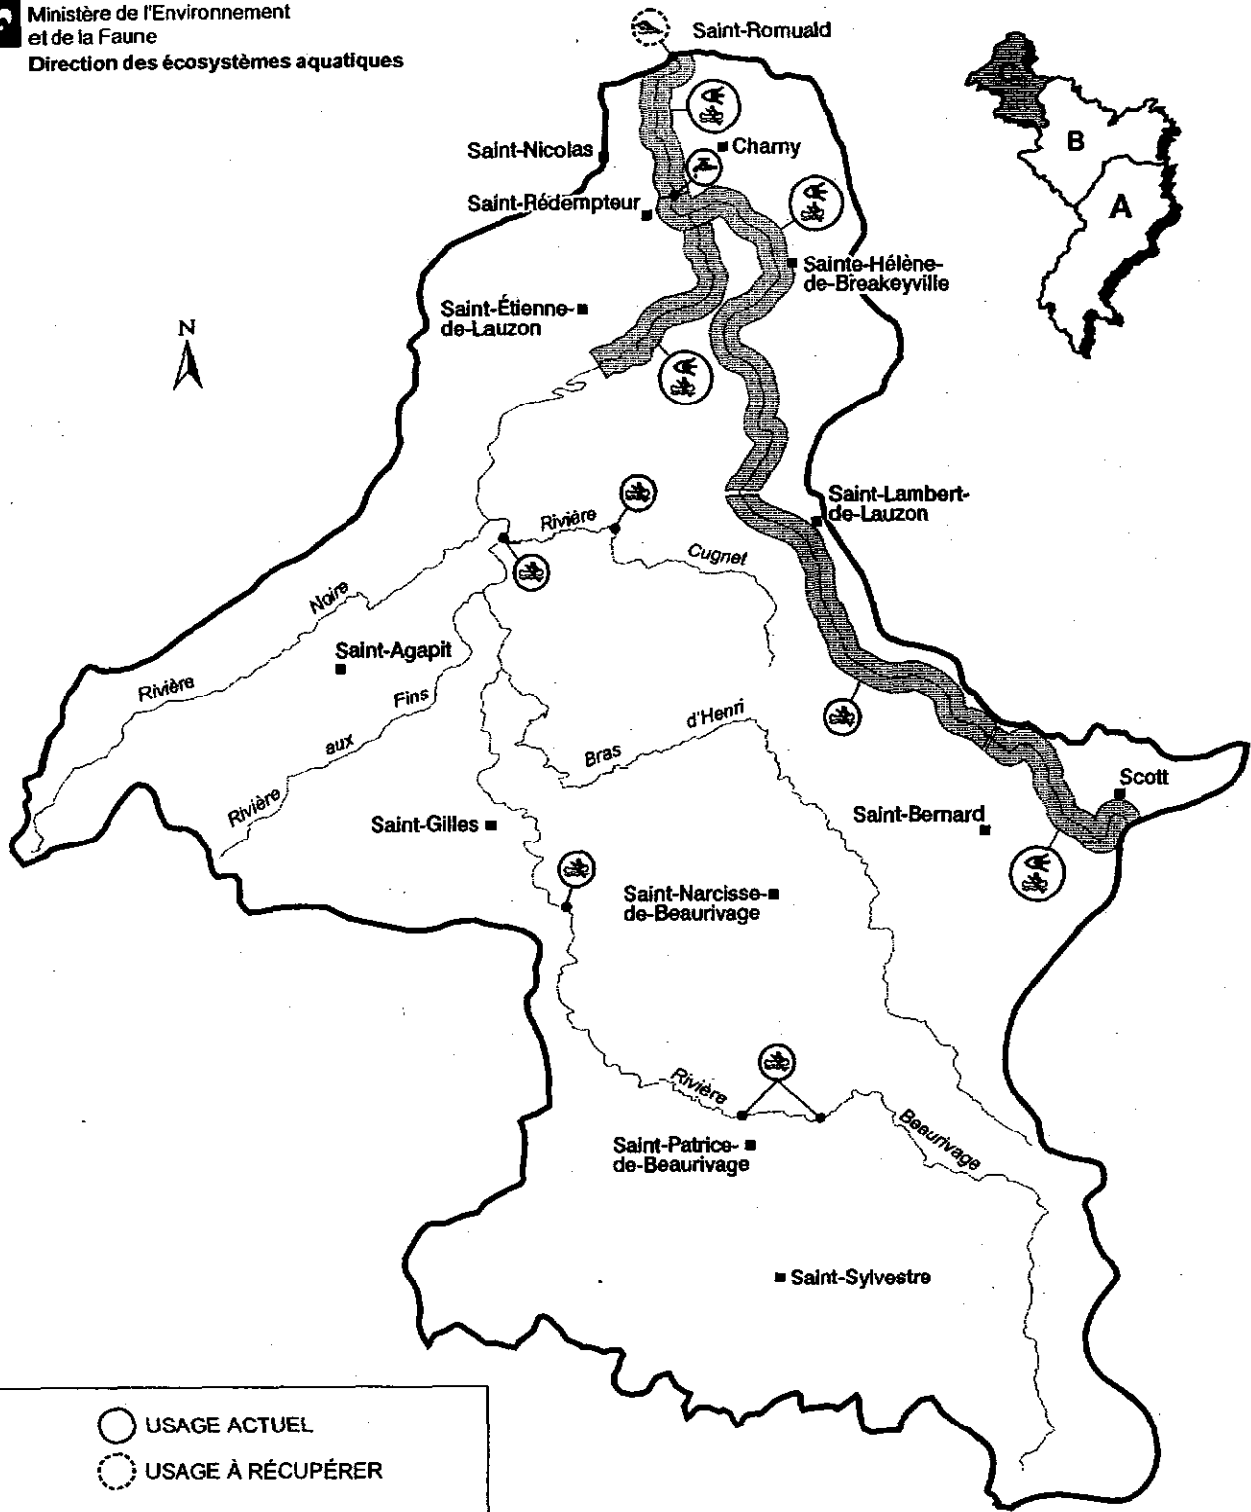 Ministère de l'Environnement
et de la Faune
Direction des écosystèmes aquatiques
Saint-Romuald
C
B
A
Saint-Nicolas
Charny
Saint-Rédempteur
Sainte-Hélène-
de-Breakeyville
Saint-Étienne-
de-Lauzon
N
Saint-Lambert-
de-Lauzon
Rivière
Cugnet
Noire
Rivière
Saint-Agapit
Fins
aux
Rivière
d'Henri
Bras
Scott
Saint-Bernard
Saint-Gilles
Saint-Narcisse-
de-Beaurivage
Rivière
Beaurivage
Saint-Patrice-
de-Beaurivage
Saint-Sylvestre
USAGE ACTUEL
USAGE À RÉCUPÉRER